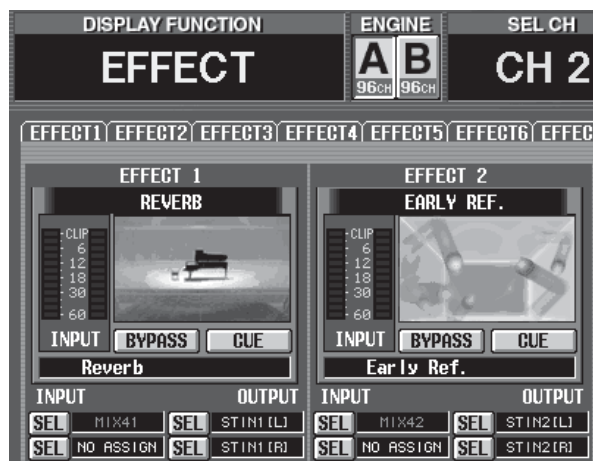 DISPLAY FUNCTION ENGINE SEL CH
EFFECT A B CH 2
96CH 96CH
EFFECT1 EFFECT2 EFFECT3 EFFECT4 EFFECT5 EFFECT6 EFFEC
EFFECT 1
REVERB
CLIP
6
12
18
30
60
INPUT BYPASS CUE
Reverb
INPUT OUTPUT
SEL MIX41 SEL STIN1[L]
SEL NO ASSIGN SEL STIN1[R]
EFFECT 2
EARLY REF.
CLIP
6
12
18
30
60
INPUT BYPASS CUE
Early Ref.
INPUT OUTPUT
SEL MIX42 SEL STIN2[L]
SEL NO ASSIGN SEL STIN2[R]